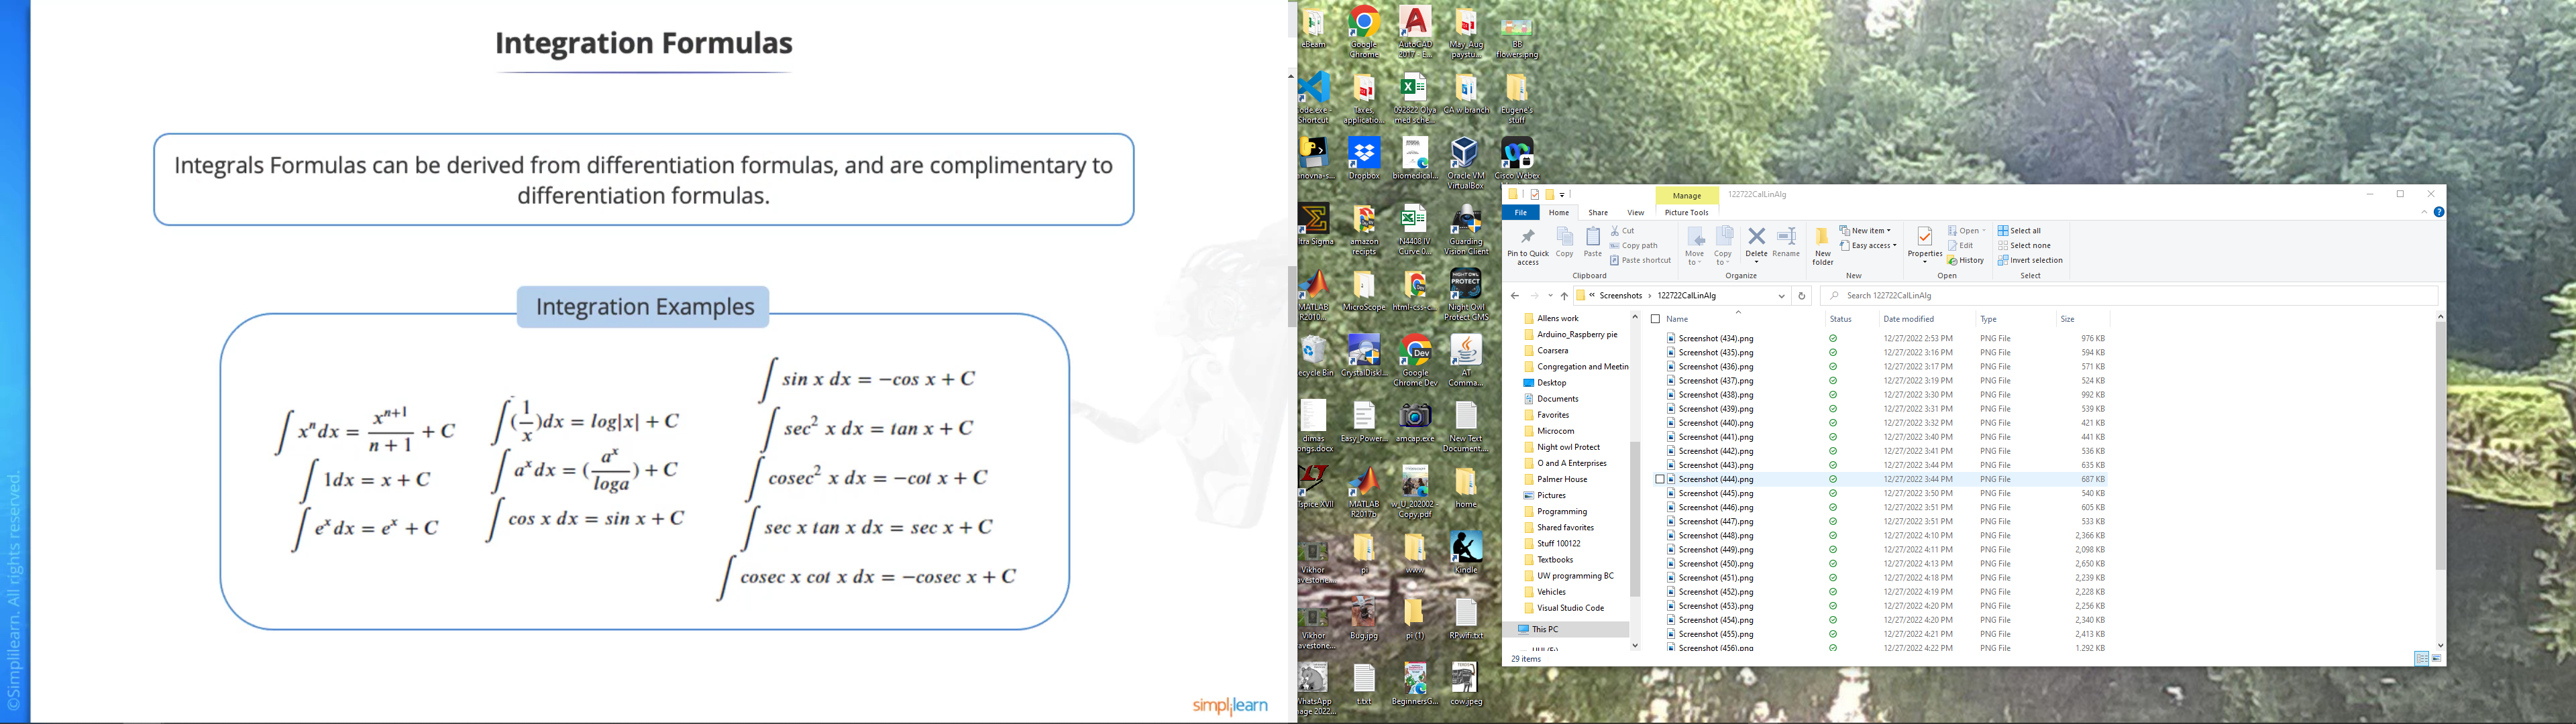 Integration Formulas
Integrals Formulas can be derived from differentiation formulas, and are complimentary to
differentiation formulas.
Integration Examples
∫ xⁿ dx = xⁿ⁺¹/(n + 1) + C
∫ 1dx = x + C
∫ eˣ dx = eˣ + C
∫ (1/x)dx = log|x| + C
∫ aˣ dx = (aˣ/loga) + C
∫ cos x dx = sin x + C
∫ sin x dx = −cos x + C
∫ sec² x dx = tan x + C
∫ cosec² x dx = −cot x + C
∫ sec x tan x dx = sec x + C
∫ cosec x cot x dx = −cosec x + C
©Simplilearn. All rights reserved.
simplilearn
eBeam
Google
Chrome
AutoCAD
2017 - E...
May_Aug
paystu...
BB
flowers.png
ode.exe -
Shortcut
Taxes,
applicatio...
092822 Olya
med sche...
CA w branch
Eugene's
stuff
anovna-s...
Dropbox
biomedical...
Oracle VM
VirtualBox
Cisco Webex
ltra Sigma
amazon
recipts
N4408 IV
Curve 0...
Guarding
Vision Client
MATLAB
R2010...
MicroScope
html-css-c...
Night Owl
Protect CMS
ecycle Bin
CrystalDiskI...
Google
Chrome Dev
AT
Comma...
dimas
ongs.docx
Easy_Power...
amcap.exe
New Text
Document...
tspice XVII
MATLAB
R2017b
w_U_202002 -
Copy.pdf
home
Vikhor
avestone...
pi
www
Kindle
Vikhor
avestone...
Bug.jpg
pi (1)
RPwifi.txt
WhatsApp
age 2022...
t.txt
BeginnersG...
cow.jpeg
Manage
122722CalLinAlg
File
Home
Share
View
Picture Tools
Pin to Quick
access
Copy
Paste
Cut
Copy path
Paste shortcut
Clipboard
Move
to
Copy
to
Delete
Rename
Organize
New
folder
New item
Easy access
New
Properties
Open
Edit
History
Open
Select all
Select none
Invert selection
Select
« Screenshots › 122722CalLinAlg
Search 122722CalLinAlg
Allens work
Arduino_Raspberry pie
Coarsera
Congregation and Meetin
Desktop
Documents
Favorites
Microcom
Night owl Protect
O and A Enterprises
Palmer House
Pictures
Programming
Shared favorites
Stuff 100122
Textbooks
UW programming BC
Vehicles
Visual Studio Code
This PC
Name Status Date modified Type Size
Screenshot (434).png 12/27/2022 2:53 PM PNG File 976 KB
Screenshot (435).png 12/27/2022 3:16 PM PNG File 594 KB
Screenshot (436).png 12/27/2022 3:17 PM PNG File 571 KB
Screenshot (437).png 12/27/2022 3:19 PM PNG File 524 KB
Screenshot (438).png 12/27/2022 3:30 PM PNG File 992 KB
Screenshot (439).png 12/27/2022 3:31 PM PNG File 539 KB
Screenshot (440).png 12/27/2022 3:32 PM PNG File 421 KB
Screenshot (441).png 12/27/2022 3:40 PM PNG File 441 KB
Screenshot (442).png 12/27/2022 3:41 PM PNG File 536 KB
Screenshot (443).png 12/27/2022 3:44 PM PNG File 635 KB
Screenshot (444).png 12/27/2022 3:44 PM PNG File 687 KB
Screenshot (445).png 12/27/2022 3:50 PM PNG File 540 KB
Screenshot (446).png 12/27/2022 3:51 PM PNG File 605 KB
Screenshot (447).png 12/27/2022 3:51 PM PNG File 533 KB
Screenshot (448).png 12/27/2022 4:10 PM PNG File 2,366 KB
Screenshot (449).png 12/27/2022 4:11 PM PNG File 2,098 KB
Screenshot (450).png 12/27/2022 4:13 PM PNG File 2,650 KB
Screenshot (451).png 12/27/2022 4:18 PM PNG File 2,239 KB
Screenshot (452).png 12/27/2022 4:19 PM PNG File 2,228 KB
Screenshot (453).png 12/27/2022 4:20 PM PNG File 2,256 KB
Screenshot (454).png 12/27/2022 4:20 PM PNG File 2,340 KB
Screenshot (455).png 12/27/2022 4:21 PM PNG File 2,413 KB
Screenshot (456).png 12/27/2022 4:22 PM PNG File 1,292 KB
29 items